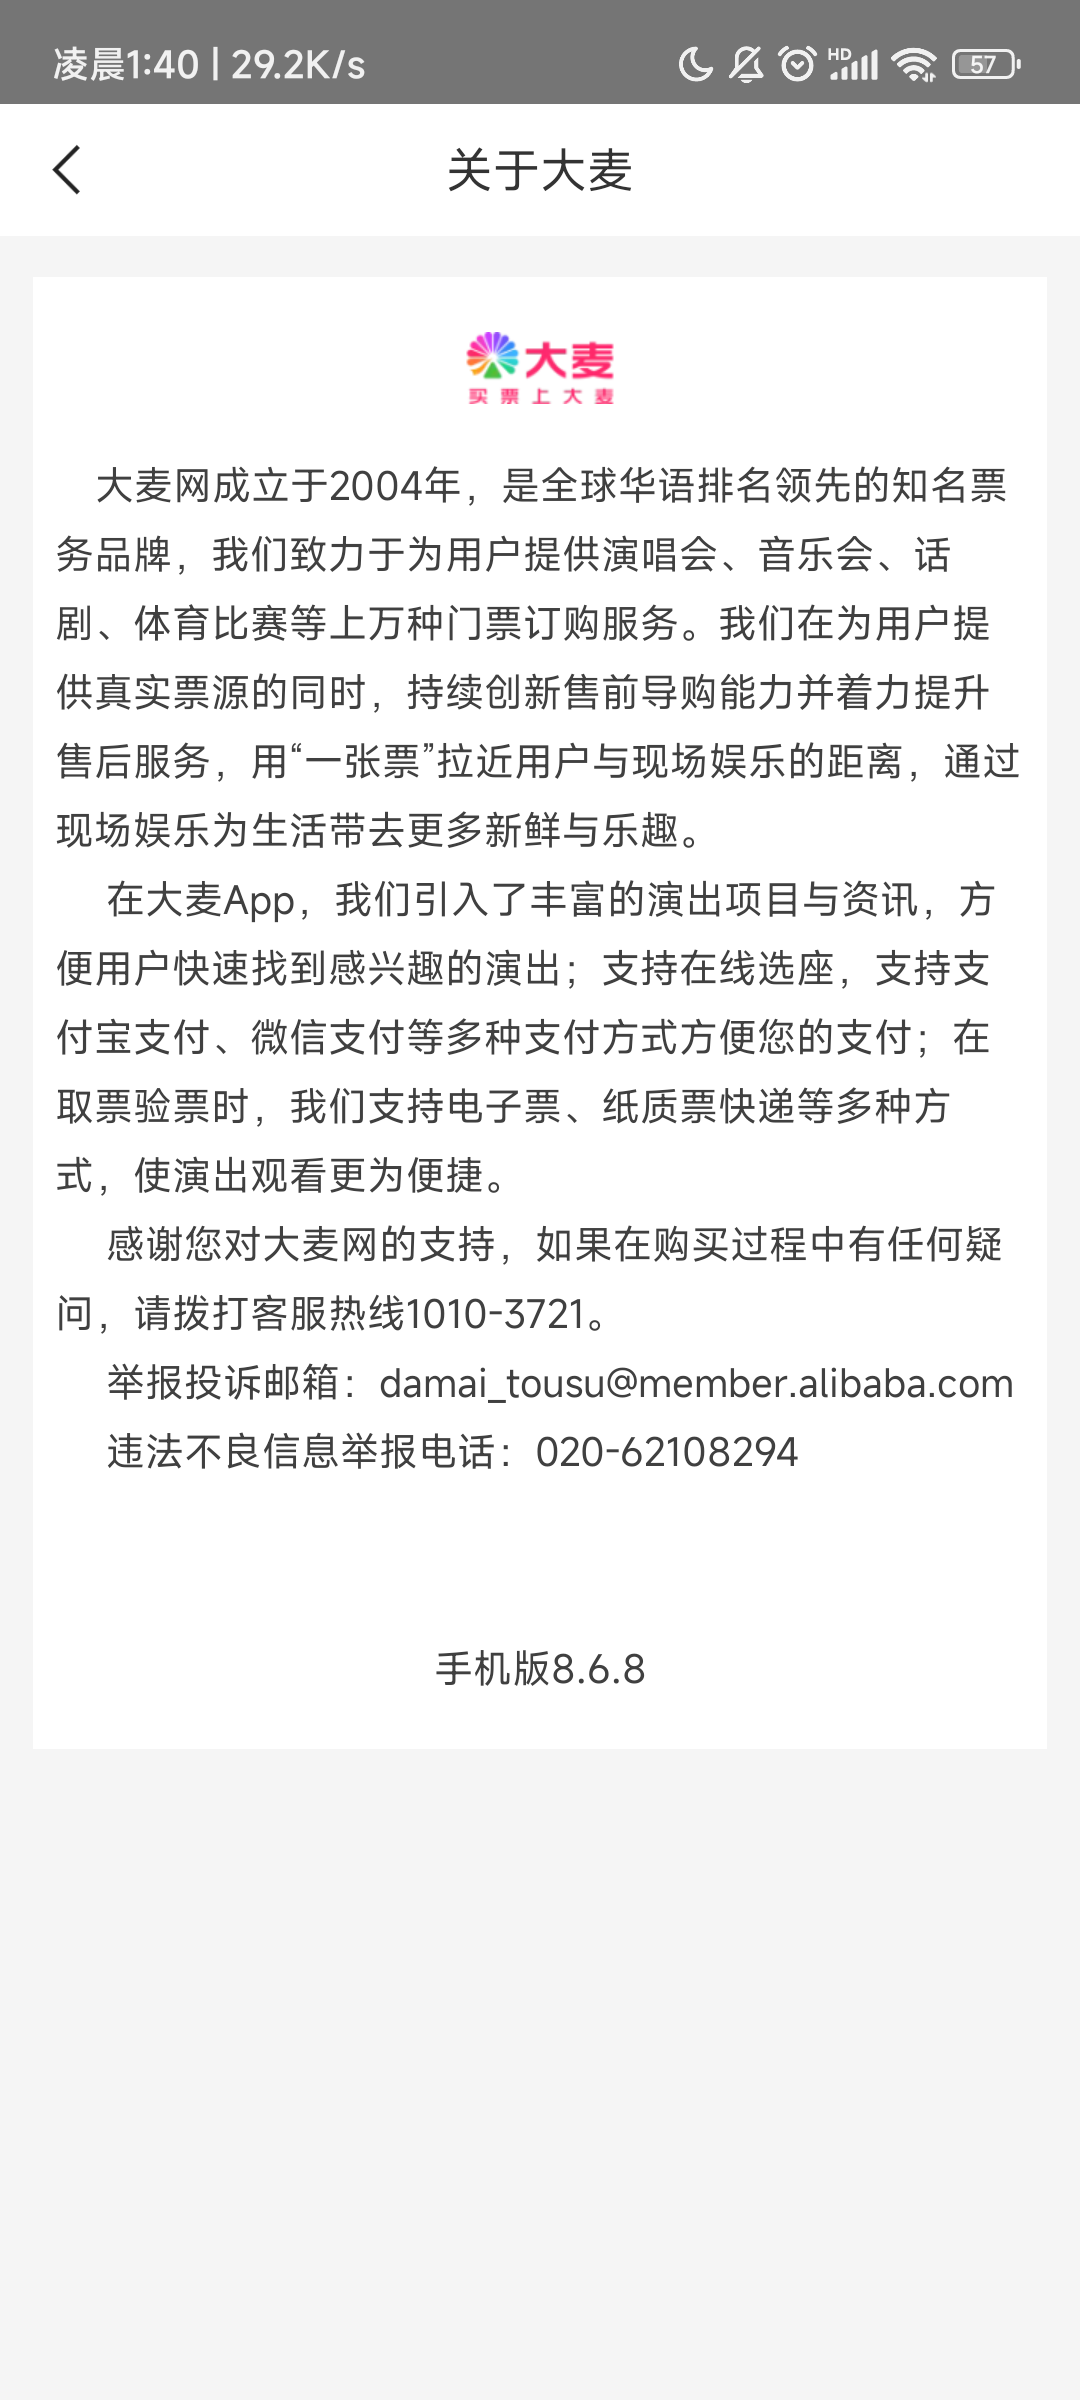 凌晨1:40 | 29.2K/s
HD
57
关于大麦
大麦
买票上大麦
大麦网成立于2004年，是全球华语排名领先的知名票
务品牌，我们致力于为用户提供演唱会、音乐会、话
剧、体育比赛等上万种门票订购服务。我们在为用户提
供真实票源的同时，持续创新售前导购能力并着力提升
售后服务，用“一张票”拉近用户与现场娱乐的距离，通过
现场娱乐为生活带去更多新鲜与乐趣。
在大麦App，我们引入了丰富的演出项目与资讯，方
便用户快速找到感兴趣的演出；支持在线选座，支持支
付宝支付、微信支付等多种支付方式方便您的支付；在
取票验票时，我们支持电子票、纸质票快递等多种方
式，使演出观看更为便捷。
感谢您对大麦网的支持，如果在购买过程中有任何疑
问，请拨打客服热线1010-3721。
举报投诉邮箱：damai_tousu@member.alibaba.com
违法不良信息举报电话：020-62108294
手机版8.6.8